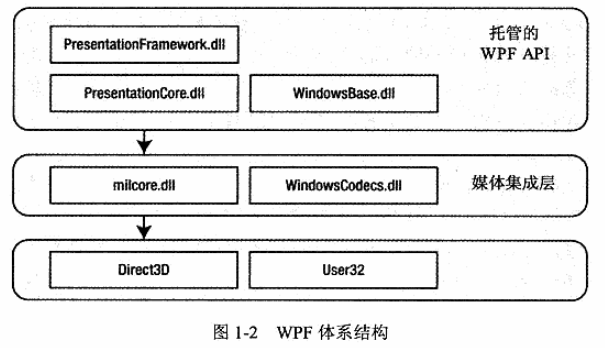 PresentationFramework.dll
托管的
WPF API
PresentationCore.dll
WindowsBase.dll
milcore.dll
WindowsCodecs.dll
媒体集成层
Direct3D
User32
图 1-2 WPF 体系结构